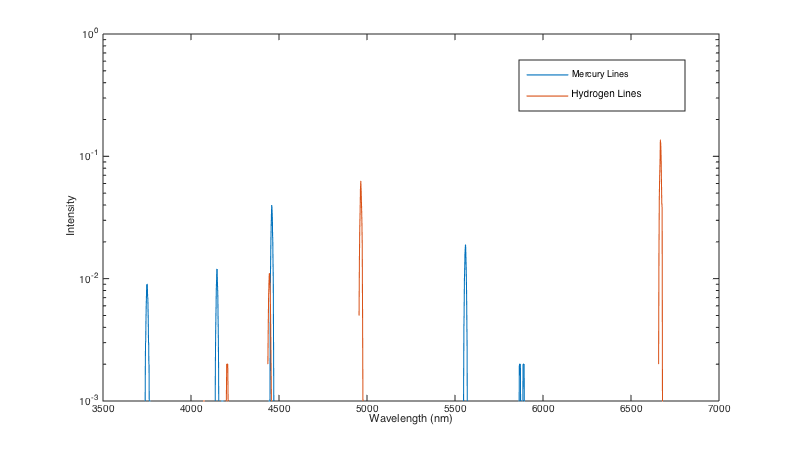 10^0
10^-1
10^-2
10^-3
Intensity
Mercury Lines
Hydrogen Lines
3500 4000 4500 5000 5500 6000 6500 7000
Wavelength (nm)